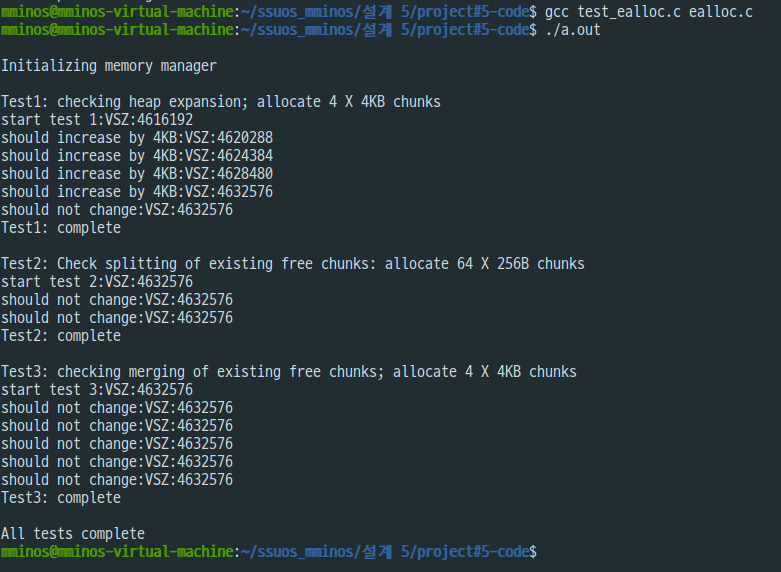 mminos@mminos-virtual-machine:~/ssuos_mminos/설계 5/project#5-code$ gcc test_ealloc.c ealloc.c
mminos@mminos-virtual-machine:~/ssuos_mminos/설계 5/project#5-code$ ./a.out
Initializing memory manager
Test1: checking heap expansion; allocate 4 X 4KB chunks
start test 1:VSZ:4616192
should increase by 4KB:VSZ:4620288
should increase by 4KB:VSZ:4624384
should increase by 4KB:VSZ:4628480
should increase by 4KB:VSZ:4632576
should not change:VSZ:4632576
Test1: complete
Test2: Check splitting of existing free chunks: allocate 64 X 256B chunks
start test 2:VSZ:4632576
should not change:VSZ:4632576
should not change:VSZ:4632576
Test2: complete
Test3: checking merging of existing free chunks; allocate 4 X 4KB chunks
start test 3:VSZ:4632576
should not change:VSZ:4632576
should not change:VSZ:4632576
should not change:VSZ:4632576
should not change:VSZ:4632576
should not change:VSZ:4632576
Test3: complete
All tests complete
mminos@mminos-virtual-machine:~/ssuos_mminos/설계 5/project#5-code$